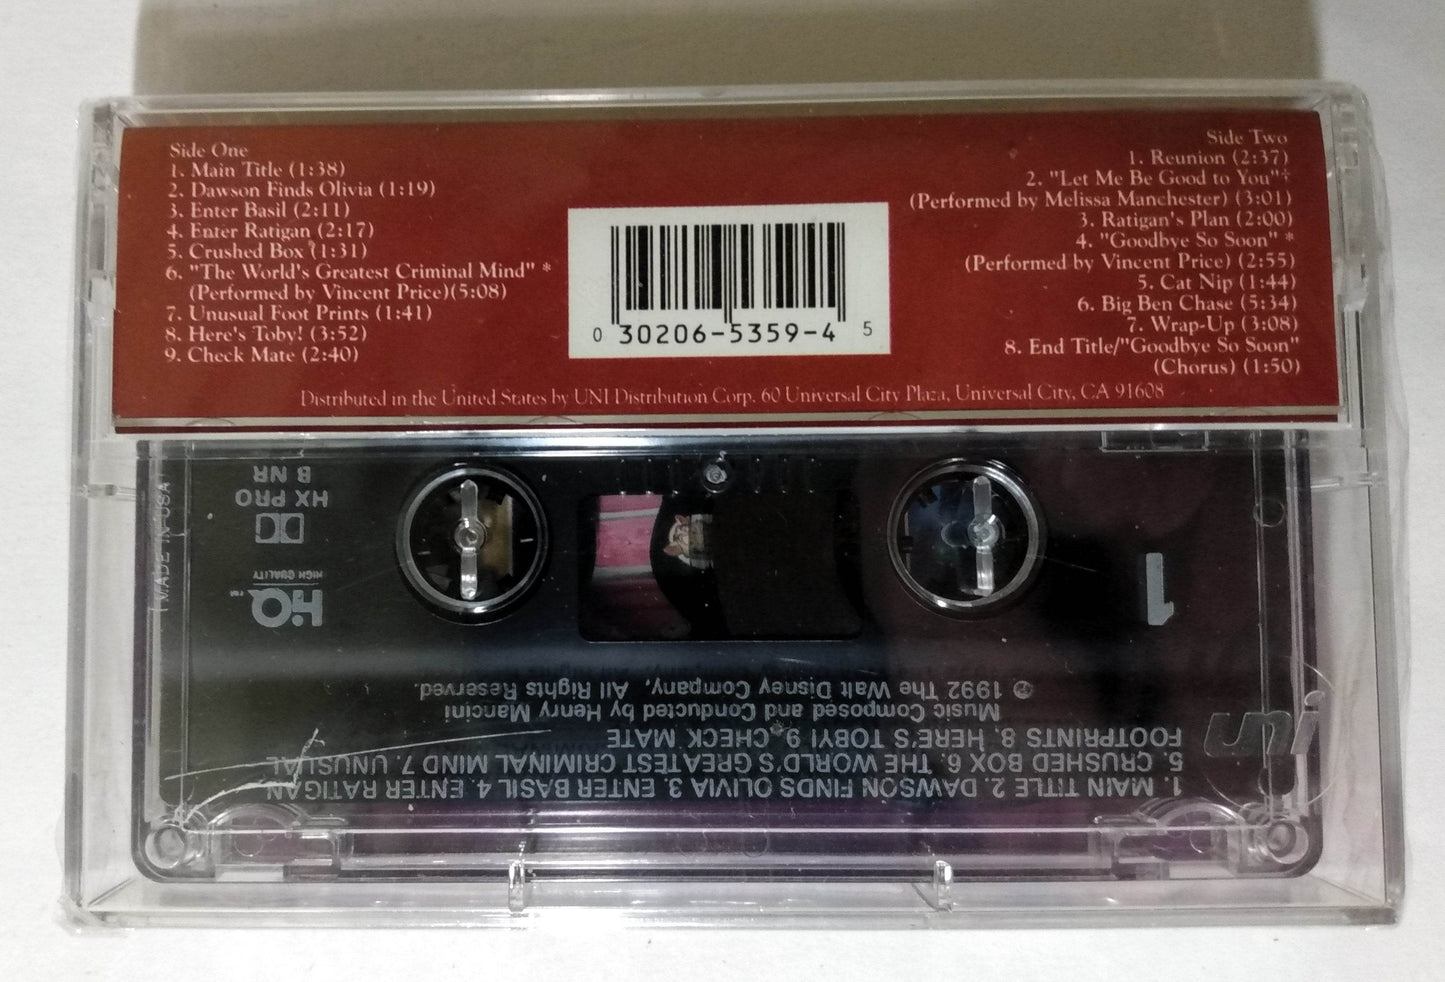 Side One
1. Main Title (1:38)
2. Dawson Finds Olivia (1:19)
3. Enter Basil (2:11)
4. Enter Ratigan (2:17)
5. Crushed Box (1:31)
6. "The World's Greatest Criminal Mind" *
(Performed by Vincent Price)(5:08)
7. Unusual Foot Prints (1:41)
8. Here's Toby! (3:52)
9. Check Mate (2:40)
0 30206-5359-4 5
Side Two
1. Reunion (2:37)
2. "Let Me Be Good to You"†
(Performed by Melissa Manchester) (3:01)
3. Ratigan's Plan (2:00)
4. "Goodbye So Soon" *
(Performed by Vincent Price) (2:55)
5. Cat Nip (1:44)
6. Big Ben Chase (5:34)
7. Wrap-Up (3:08)
8. End Title/"Goodbye So Soon"
(Chorus) (1:50)
Distributed in the United States by UNI Distribution Corp. 60 Universal City Plaza, Universal City, CA 91608
1. MAIN TITLE 2. DAWSON FINDS OLIVIA 3. ENTER BASIL 4. ENTER RATIGAN
5. CRUSHED BOX 6. THE WORLD'S GREATEST CRIMINAL MIND 7. UNUSUAL
FOOTPRINTS 8. HERE'S TOBY! 9. CHECK MATE
Music Composed and Conducted by Henry Mancini
℗ 1992 The Walt Disney Company, All Rights Reserved.
uni
1
HQ™
HIGH QUALITY
HX PRO
B NR
MADE IN USA